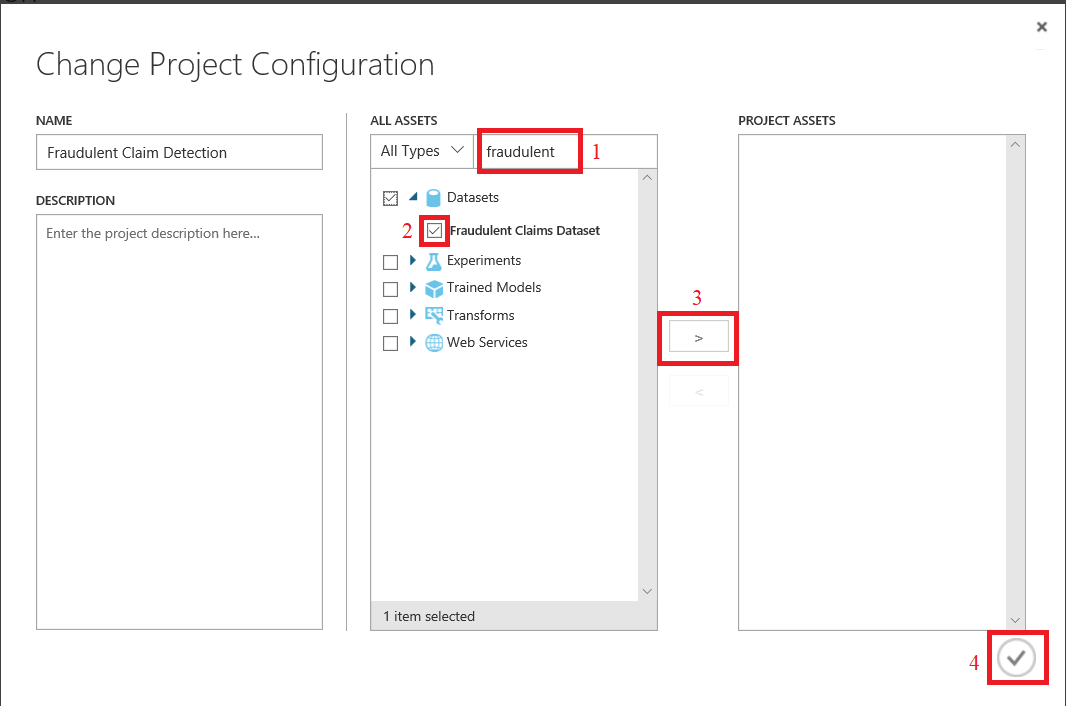 Change Project Configuration
NAME
Fraudulent Claim Detection
DESCRIPTION
Enter the project description here...
ALL ASSETS
All Types
fraudulent
1
Datasets
2
Fraudulent Claims Dataset
Experiments
Trained Models
Transforms
Web Services
1 item selected
3
>
<
PROJECT ASSETS
4